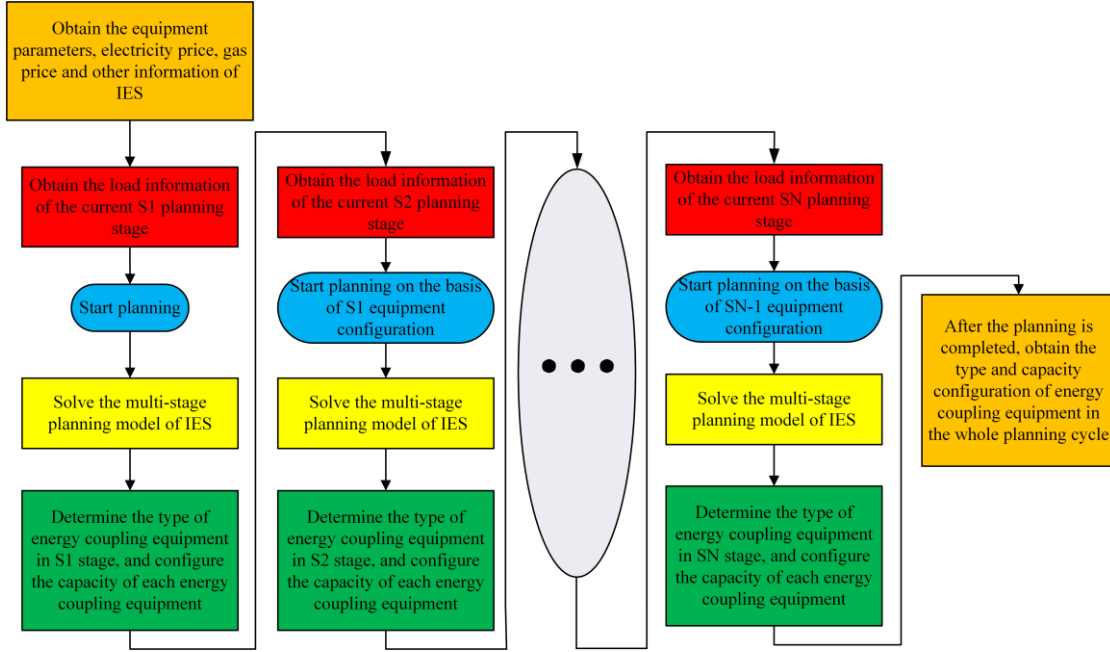 Obtain the equipment
parameters, electricity price, gas
price and other information of
IES
Obtain the load information
of the current S1 planning
stage
Start planning
Solve the multi-stage
planning model of IES
Determine the type of
energy coupling equipment
in S1 stage, and configure
the capacity of each energy
coupling equipment
Obtain the load information
of the current S2 planning
stage
Start planning on the basis
of S1 equipment
configuration
Solve the multi-stage
planning model of IES
Determine the type of
energy coupling equipment
in S2 stage, and configure
the capacity of each energy
coupling equipment
Obtain the load information
of the current SN planning
stage
Start planning on the basis
of SN-1 equipment
configuration
Solve the multi-stage
planning model of IES
Determine the type of
energy coupling equipment
in SN stage, and configure
the capacity of each energy
coupling equipment
After the planning is
completed, obtain the
type and capacity
configuration of energy
coupling equipment in
the whole planning cycle